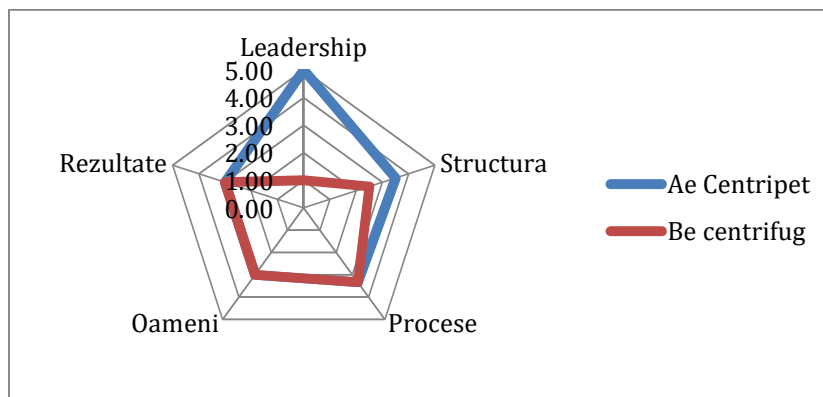 Leadership
5.00
4.00
3.00
2.00
1.00
0.00
Rezultate
Structura
Oameni
Procese
Ae Centripet
Be centrifug